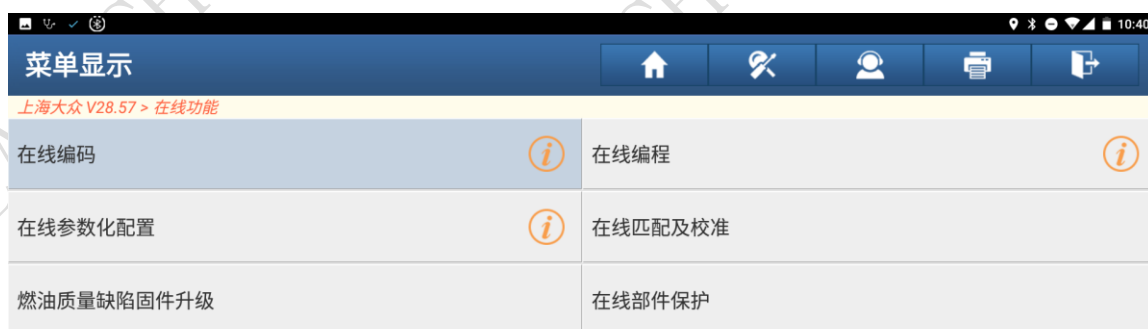 10:40
菜单显示
上海大众 V28.57 > 在线功能
在线编码
在线编程
在线参数化配置
在线匹配及校准
燃油质量缺陷固件升级
在线部件保护